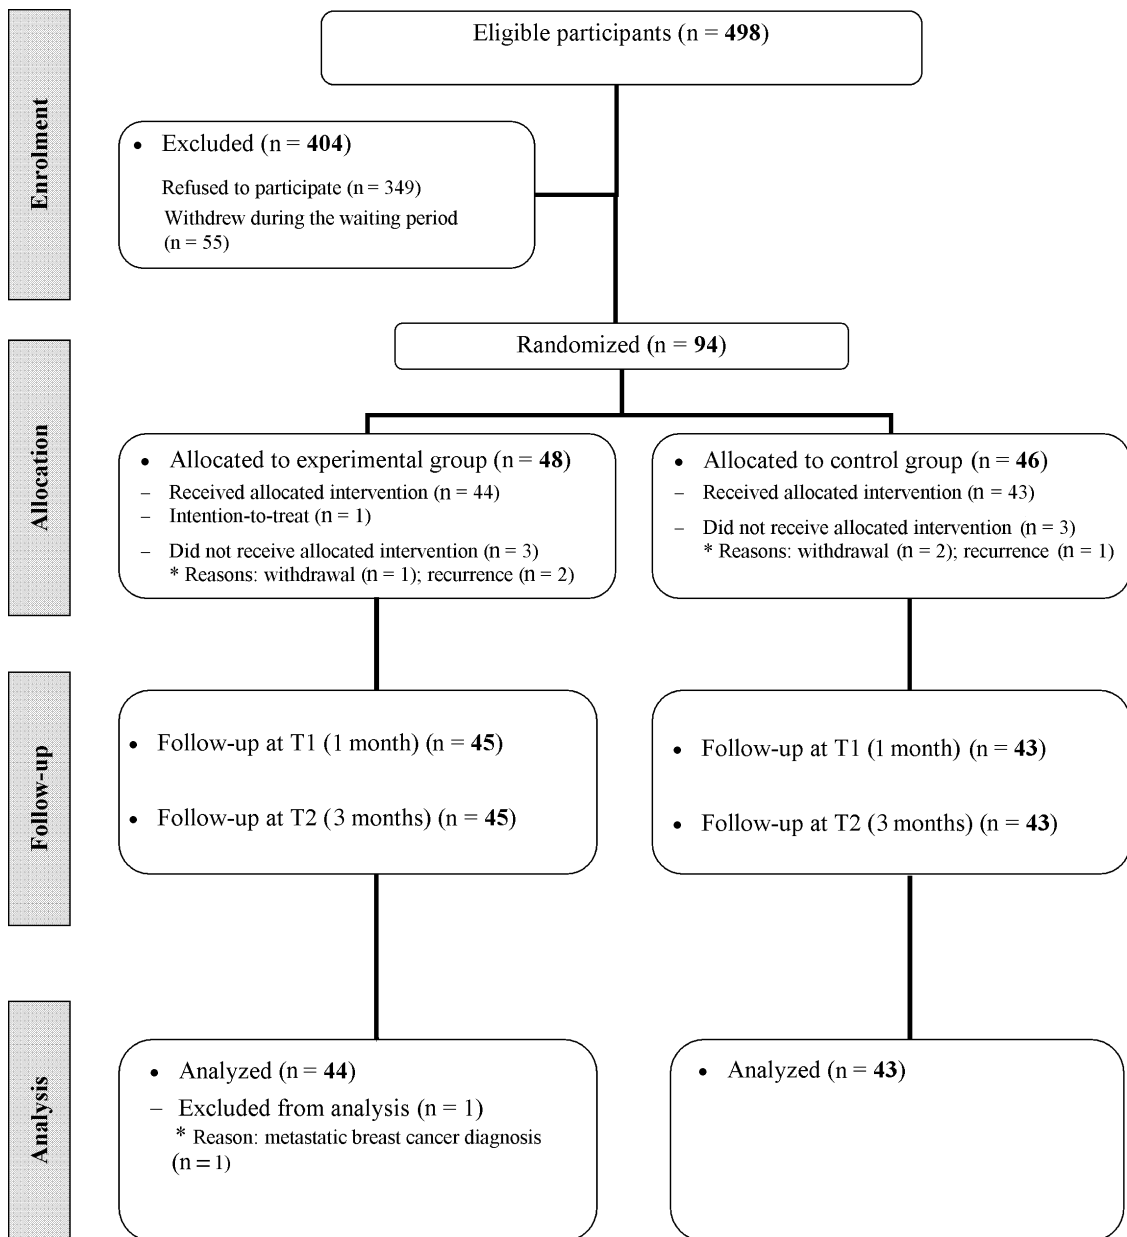 Enrolment
Eligible participants (n = 498)
• Excluded (n = 404)
Refused to participate (n = 349)
Withdrew during the waiting period
(n = 55)
Randomized (n = 94)
Allocation
• Allocated to experimental group (n = 48)
– Received allocated intervention (n = 44)
– Intention-to-treat (n = 1)
– Did not receive allocated intervention (n = 3)
* Reasons: withdrawal (n = 1); recurrence (n = 2)
• Allocated to control group (n = 46)
– Received allocated intervention (n = 43)
– Did not receive allocated intervention (n = 3)
* Reasons: withdrawal (n = 2); recurrence (n = 1)
Follow-up
• Follow-up at T1 (1 month) (n = 45)
• Follow-up at T2 (3 months) (n = 45)
• Follow-up at T1 (1 month) (n = 43)
• Follow-up at T2 (3 months) (n = 43)
Analysis
• Analyzed (n = 44)
– Excluded from analysis (n = 1)
* Reason: metastatic breast cancer diagnosis
(n = 1)
• Analyzed (n = 43)